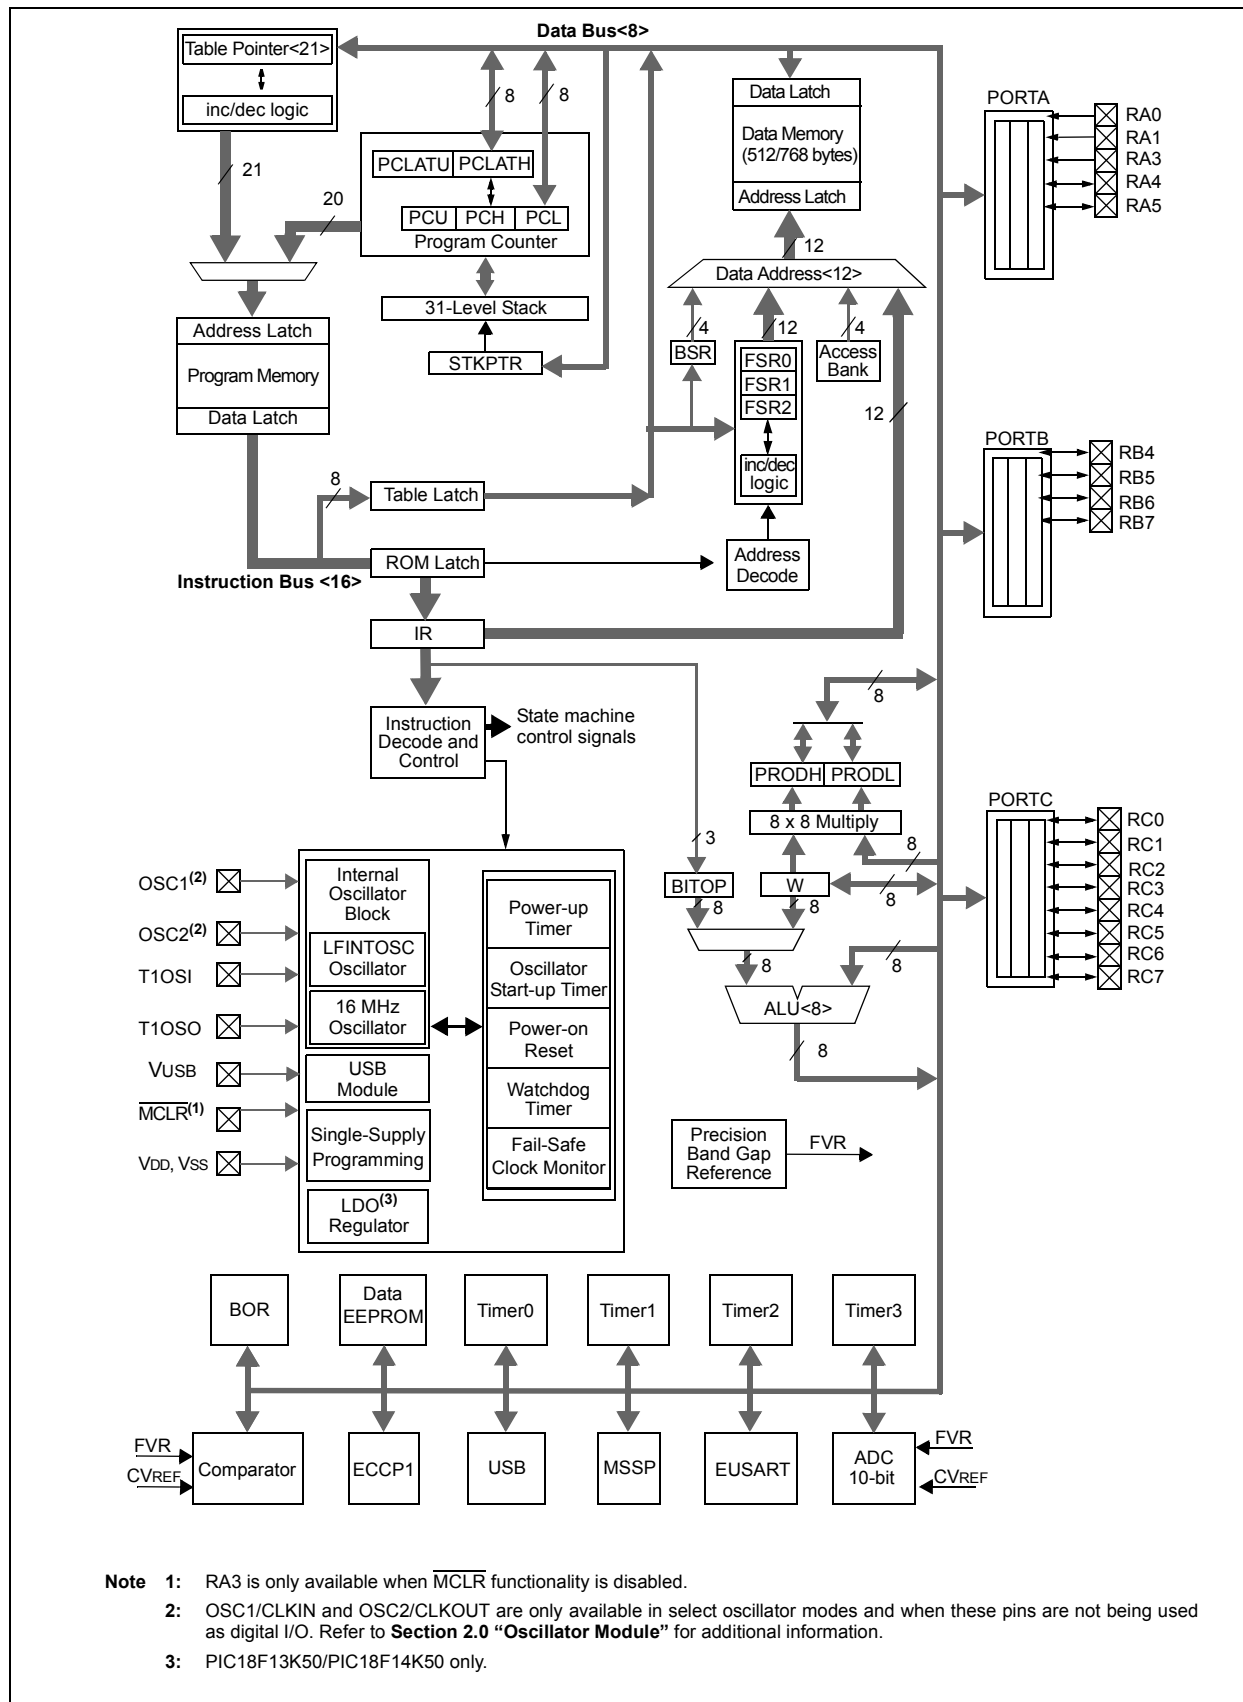 Data Bus<8>
Table Pointer<21>
inc/dec logic
21
20
8
8
PCLATU
PCLATH
PCU
PCH
PCL
Program Counter
31-Level Stack
STKPTR
Data Latch
Data Memory
(512/768 bytes)
Address Latch
12
Data Address<12>
4
12
4
BSR
FSR0
FSR1
FSR2
inc/dec
logic
Access
Bank
12
Address
Decode
Address Latch
Program Memory
Data Latch
8
Table Latch
ROM Latch
Instruction Bus <16>
IR
Instruction
Decode and
Control
State machine
control signals
8
PRODH
PRODL
8 x 8 Multiply
3
8
BITOP
W
8
8
8
8
8
ALU<8>
8
PORTA
RA0
RA1
RA3
RA4
RA5
PORTB
RB4
RB5
RB6
RB7
PORTC
RC0
RC1
RC2
RC3
RC4
RC5
RC6
RC7
OSC1(2)
OSC2(2)
T1OSI
T1OSO
VUSB
MCLR(1)
VDD, VSS
Internal
Oscillator
Block
LFINTOSC
Oscillator
16 MHz
Oscillator
USB
Module
Single-Supply
Programming
LDO(3)
Regulator
Power-up
Timer
Oscillator
Start-up Timer
Power-on
Reset
Watchdog
Timer
Fail-Safe
Clock Monitor
Precision
Band Gap
Reference
FVR
BOR
Data
EEPROM
Timer0
Timer1
Timer2
Timer3
FVR
CVREF
Comparator
ECCP1
USB
MSSP
EUSART
ADC
10-bit
FVR
CVREF
Note 1: RA3 is only available when MCLR functionality is disabled.
2: OSC1/CLKIN and OSC2/CLKOUT are only available in select oscillator modes and when these pins are not being used
as digital I/O. Refer to Section 2.0 “Oscillator Module” for additional information.
3: PIC18F13K50/PIC18F14K50 only.